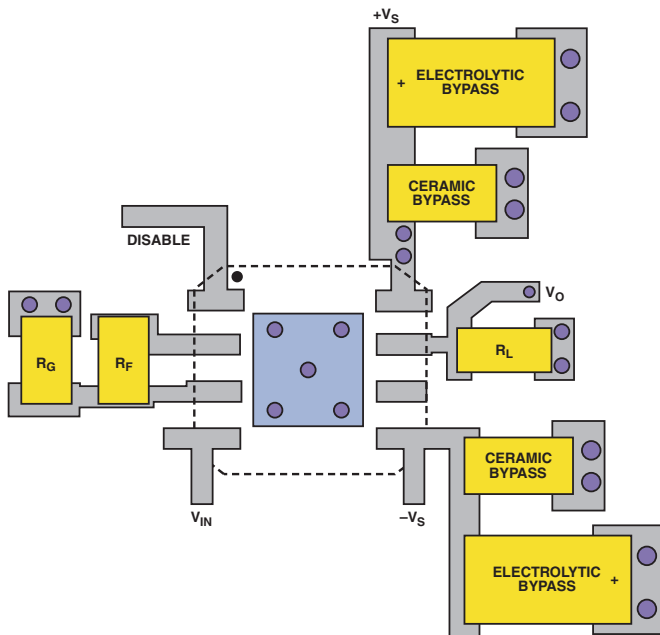 +VS
+ ELECTROLYTIC
BYPASS
CERAMIC
BYPASS
DISABLE
VO
RG
RF
RL
CERAMIC
BYPASS
VIN
–VS
ELECTROLYTIC
BYPASS +